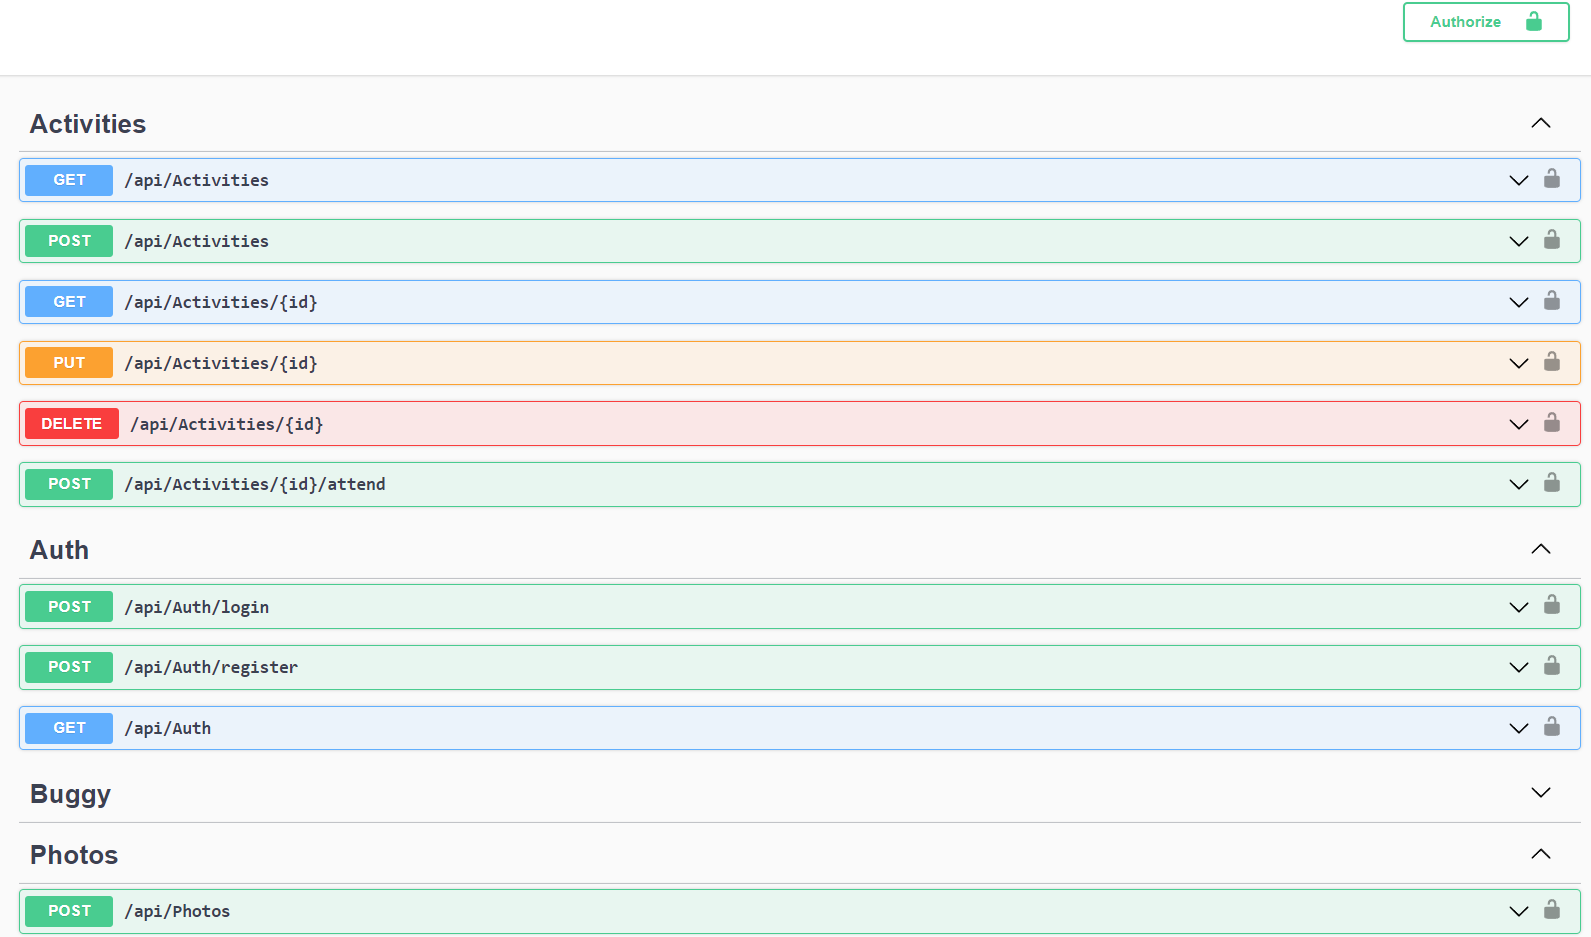 Authorize
Activities
GET /api/Activities
POST /api/Activities
GET /api/Activities/{id}
PUT /api/Activities/{id}
DELETE /api/Activities/{id}
POST /api/Activities/{id}/attend
Auth
POST /api/Auth/login
POST /api/Auth/register
GET /api/Auth
Buggy
Photos
POST /api/Photos